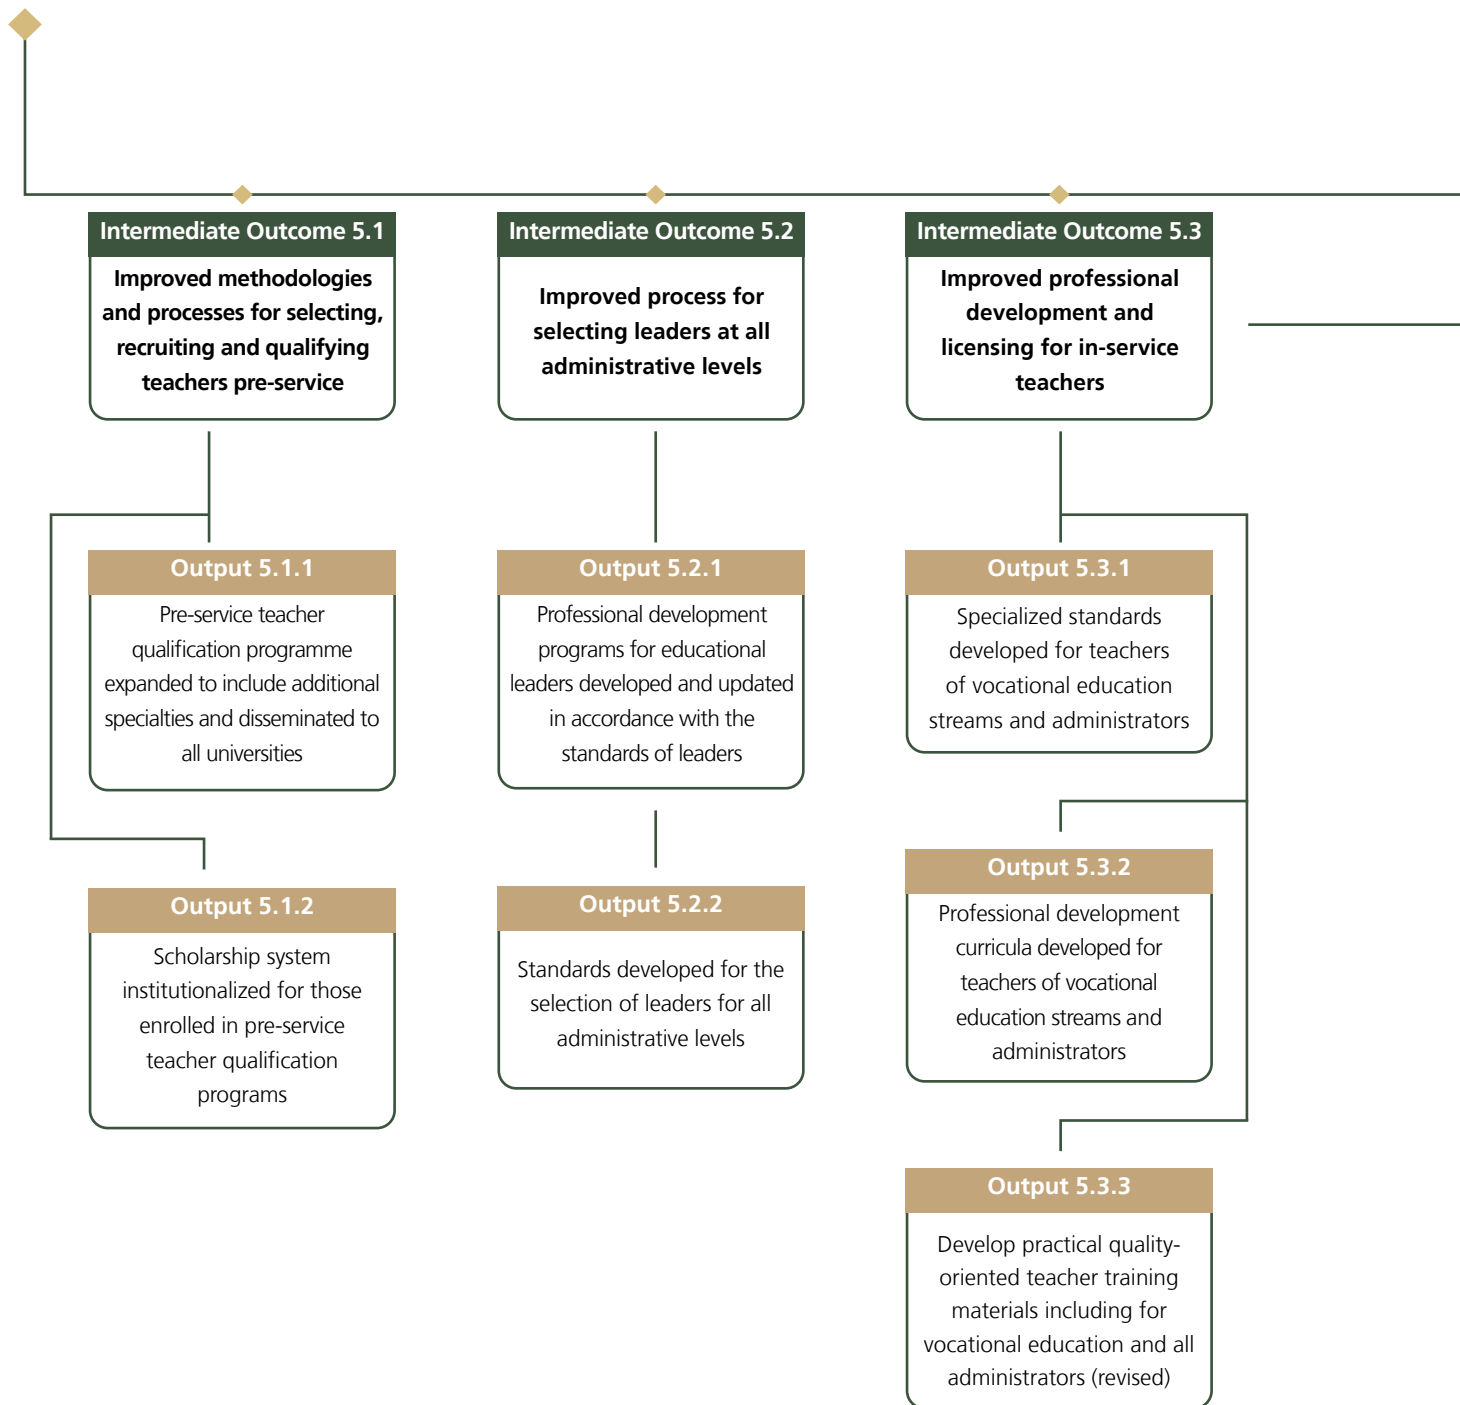 Intermediate Outcome 5.1
Improved methodologies
and processes for selecting,
recruiting and qualifying
teachers pre-service
Output 5.1.1
Pre-service teacher
qualification programme
expanded to include additional
specialties and disseminated to
all universities
Output 5.1.2
Scholarship system
institutionalized for those
enrolled in pre-service
teacher qualification
programs
Intermediate Outcome 5.2
Improved process for
selecting leaders at all
administrative levels
Output 5.2.1
Professional development
programs for educational
leaders developed and updated
in accordance with the
standards of leaders
Output 5.2.2
Standards developed for the
selection of leaders for all
administrative levels
Intermediate Outcome 5.3
Improved professional
development and
licensing for in-service
teachers
Output 5.3.1
Specialized standards
developed for teachers
of vocational education
streams and administrators
Output 5.3.2
Professional development
curricula developed for
teachers of vocational
education streams and
administrators
Output 5.3.3
Develop practical quality-
oriented teacher training
materials including for
vocational education and all
administrators (revised)